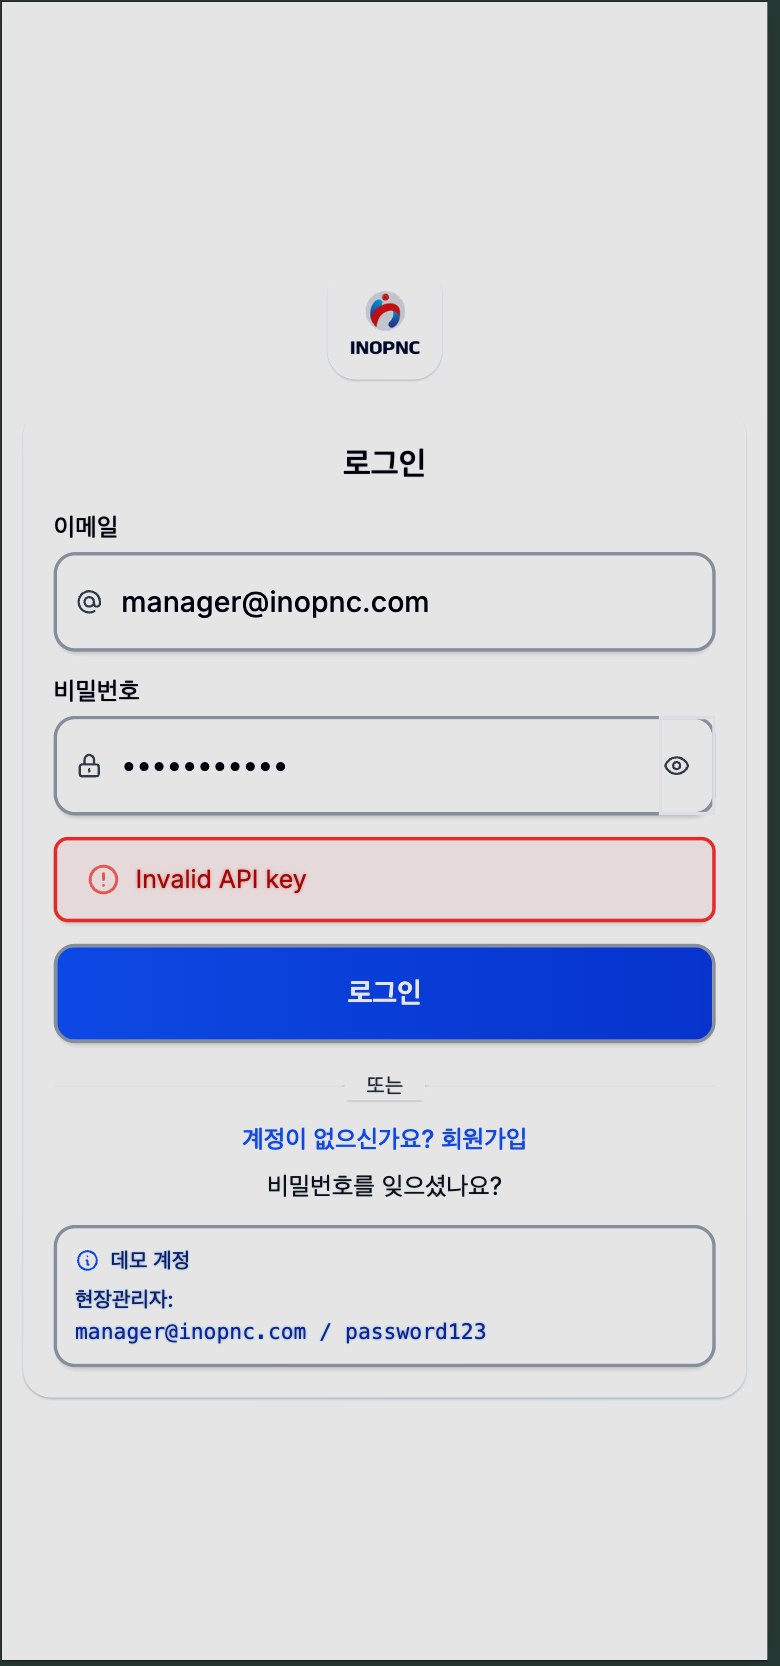 INOPNC
로그인
이메일
manager@inopnc.com
비밀번호
•••••••••••
Invalid API key
로그인
또는
계정이 없으신가요? 회원가입
비밀번호를 잊으셨나요?
데모 계정
현장관리자:
manager@inopnc.com / password123